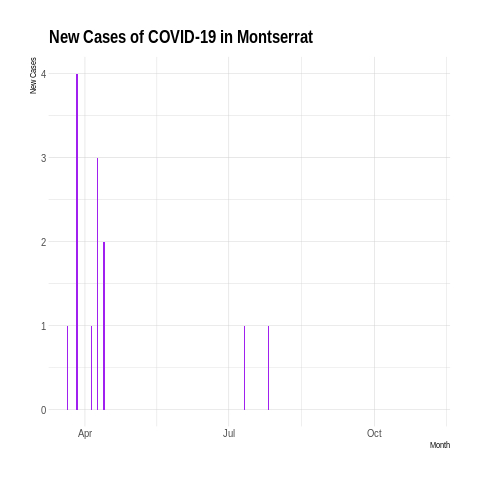 New Cases of COVID-19 in Montserrat
New Cases
4
3
2
1
0
Apr
Jul
Oct
Month